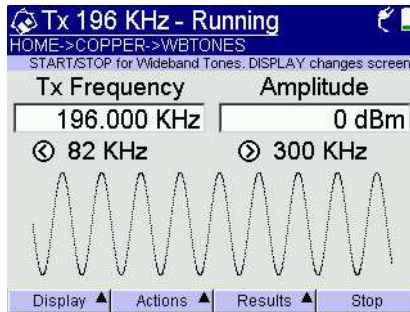 Tx 196 KHz - Running
HOME->COPPER->WBTONES
START/STOP for Wideband Tones. DISPLAY changes screen
Tx Frequency Amplitude
196.000 KHz 0 dBm
82 KHz 300 KHz
Display Actions Results Stop